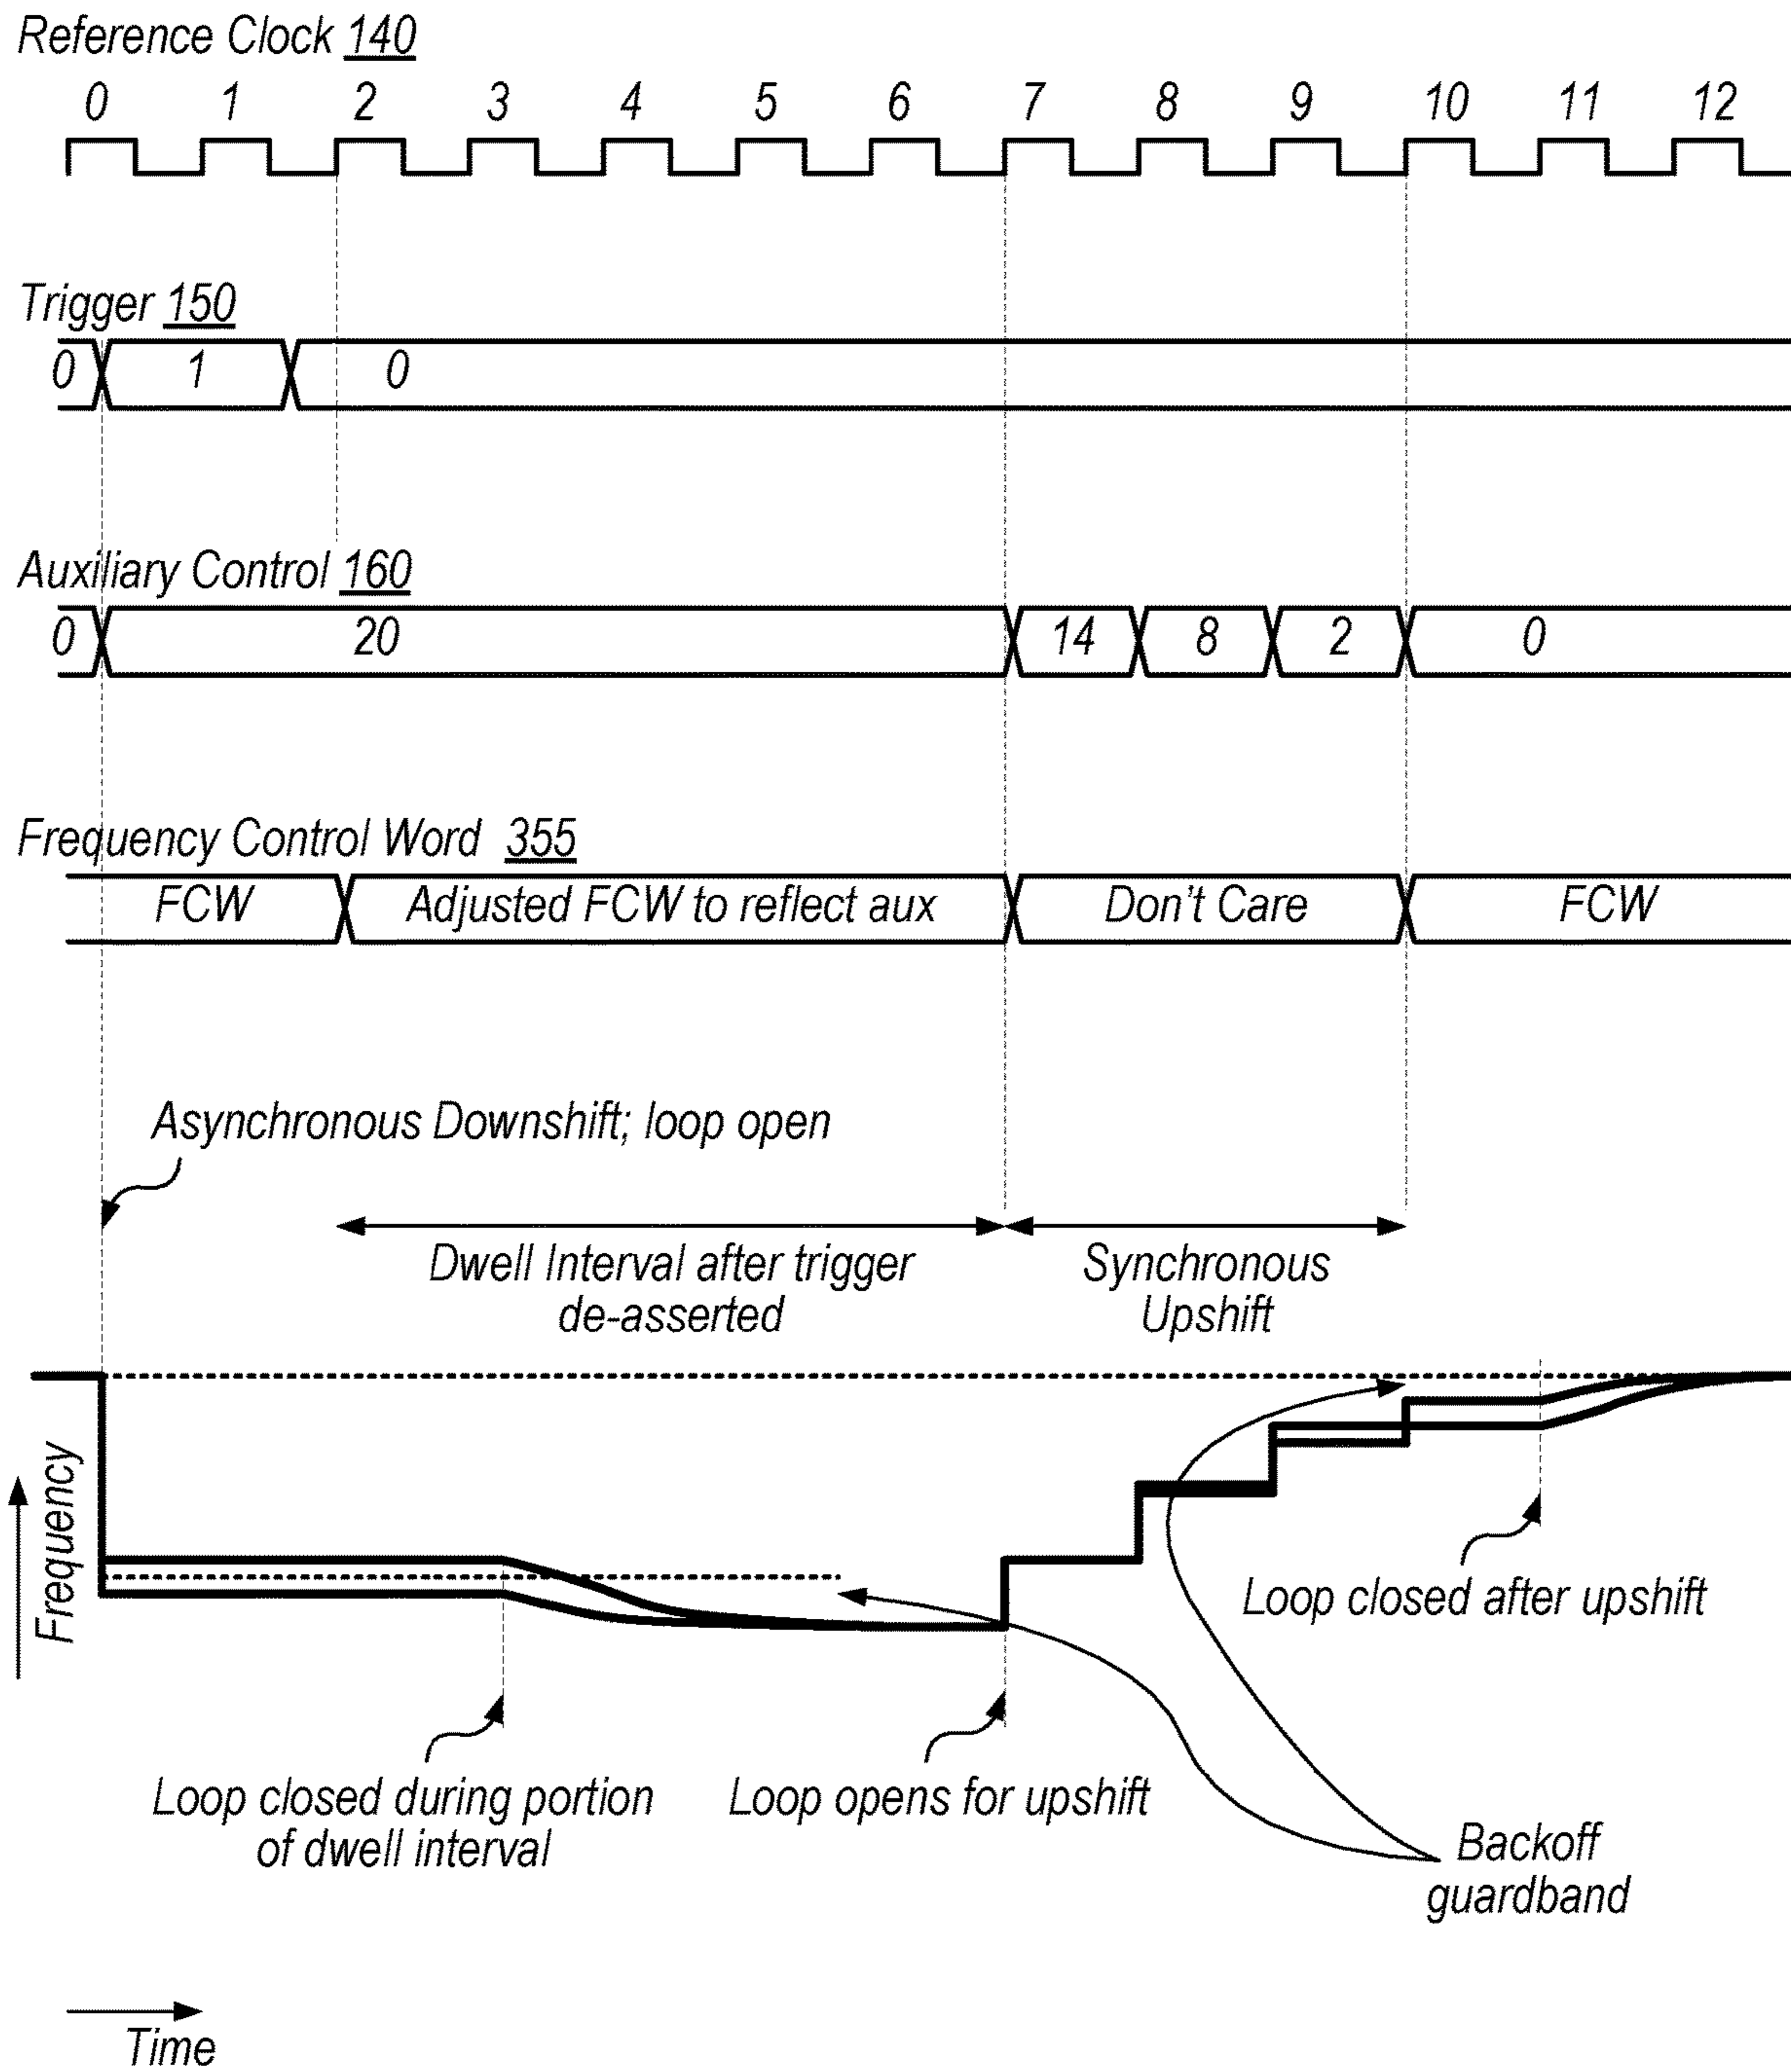 Reference Clock 140
0 1 2 3 4 5 6 7 8 9 10 11 12
Trigger 150
0 1 0
Auxiliary Control 160
0 20 14 8 2 0
Frequency Control Word 355
FCW Adjusted FCW to reflect aux Don't Care FCW
Asynchronous Downshift; loop open
Dwell Interval after trigger
de-asserted
Synchronous
Upshift
Frequency
Loop closed after upshift
Loop closed during portion
of dwell interval
Loop opens for upshift
Backoff
guardband
Time